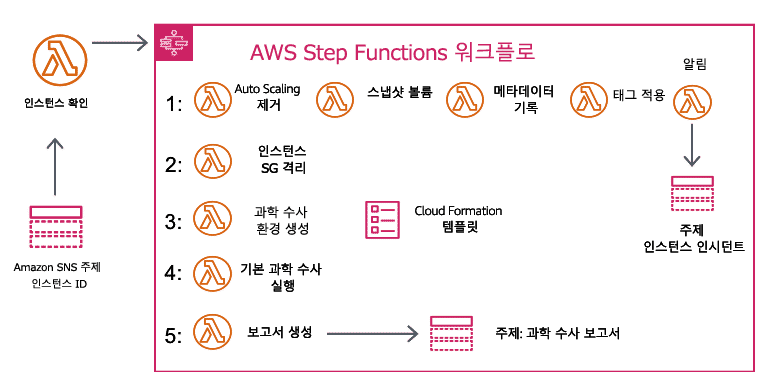 AWS Step Functions 워크플로
인스턴스 확인
Amazon SNS 주제
인스턴스 ID
1:
Auto Scaling
제거
스냅샷 볼륨
메타데이터
기록
태그 적용
알림
주제
인스턴스 인시던트
2:
인스턴스
SG 격리
3:
과학 수사
환경 생성
Cloud Formation
템플릿
4:
기본 과학 수사
실행
5:
보고서 생성
주제: 과학 수사 보고서